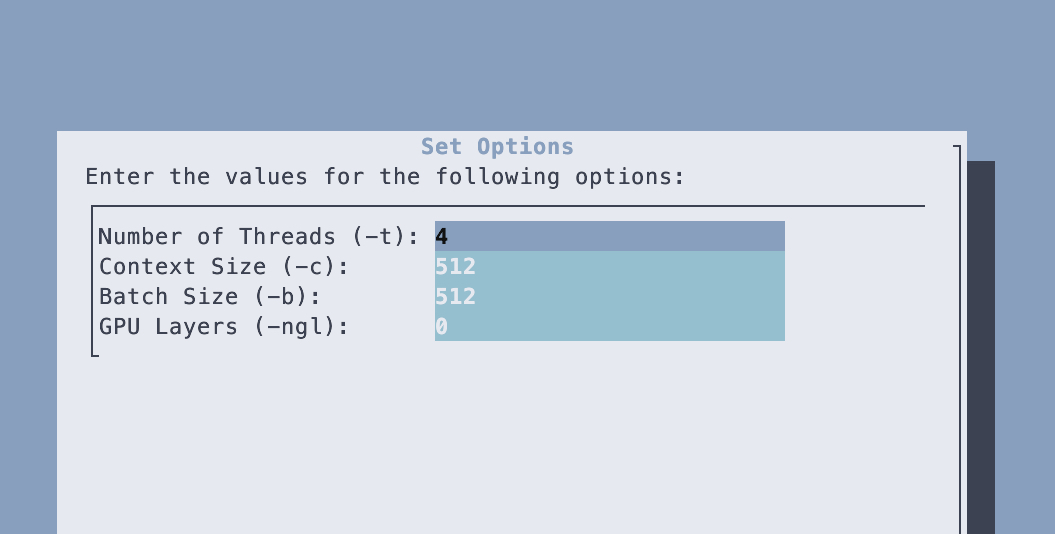 Set Options
Enter the values for the following options:
Number of Threads (-t): 4
Context Size (-c): 512
Batch Size (-b): 512
GPU Layers (-ngl): 0